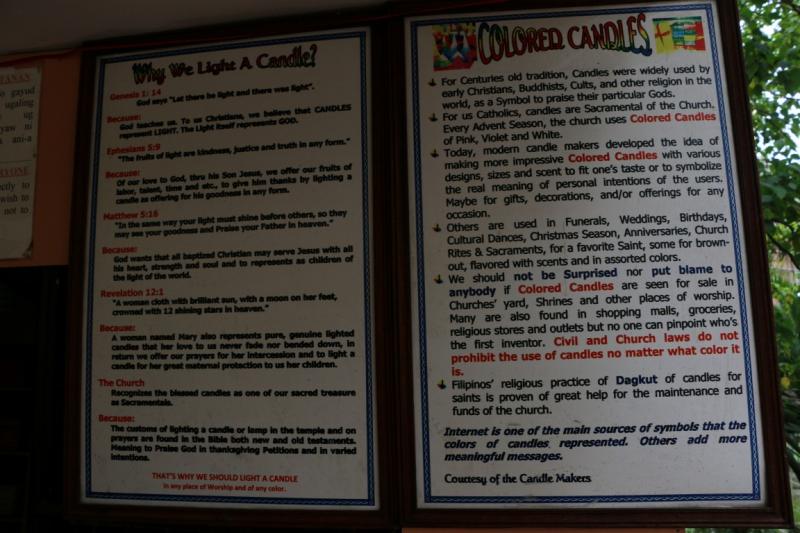 TANAN
gayud
ugaling
ug
yaw ni
ani-a
RYONE
ctly to
wish to
not to
Why We Light A Candle?
Genesis 1: 14
God says "Let there be light and there was light".
Because:
God teaches us. To us Christians, we believe that CANDLES
represent LIGHT. The Light itself represents GOD.
Ephesians 5:9
"The fruits of light are kindness, justice and truth in any form."
Because:
Of our love to God, thru his Son Jesus, we offer our fruits of
labor, talent, time and etc., to give him thanks by lighting a
candle as offering for his goodness in any form.
Matthew 5:16
"In the same way your light must shine before others, so they
may see your goodness and Praise your Father in heaven."
Because:
God wants that all baptized Christian may serve Jesus with all
his heart, strength and soul and to represents as children of
the light of the world.
Revelation 12:1
"A woman cloth with brilliant sun, with a moon on her feet,
crowned with 12 shining stars in heaven."
Because:
A woman named Mary also represents pure, genuine lighted
candles that her love to us never fade nor bended down, in
return we offer our prayers for her intercession and to light a
candle for her great maternal protection to us her children.
The Church
Recognizes the blessed candles as one of our sacred treasure
as Sacramentals.
Because:
The customs of lighting a candle or lamp in the temple and on
prayers are found in the Bible both new and old testaments.
Meaning to Praise God in thanksgiving Petitions and in varied
intentions.
THAT'S WHY WE SHOULD LIGHT A CANDLE
in any place of Worship and of any color.
COLORED CANDLES
For Centuries old tradition, Candles were widely used by
early Christians, Buddhists, Cults, and other religion in the
world, as a Symbol to praise their particular Gods.
For us Catholics, candles are Sacramental of the Church.
Every Advent Season, the church uses Colored Candles
of Pink, Violet and White.
Today, modern candle makers developed the idea of
making more impressive Colored Candles with various
designs, sizes and scent to fit one's taste or to symbolize
the real meaning of personal intentions of the users.
Maybe for gifts, decorations, and/or offerings for any
occasion.
Others are used in Funerals, Weddings, Birthdays,
Cultural Dances, Christmas Season, Anniversaries, Church
Rites & Sacraments, for a favorite Saint, some for brown-
out, flavored with scents and in assorted colors.
We should not be Surprised nor put blame to
anybody if Colored Candles are seen for sale in
Churches' yard, Shrines and other places of worship.
Many are also found in shopping malls, groceries,
religious stores and outlets but no one can pinpoint who's
the first inventor. Civil and Church laws do not
prohibit the use of candles no matter what color it
is.
Filipinos' religious practice of Dagkut of candles for
saints is proven of great help for the maintenance and
funds of the church.
Internet is one of the main sources of symbols that the
colors of candles represented. Others add more
meaningful messages.
Courtesy of the Candle Makers